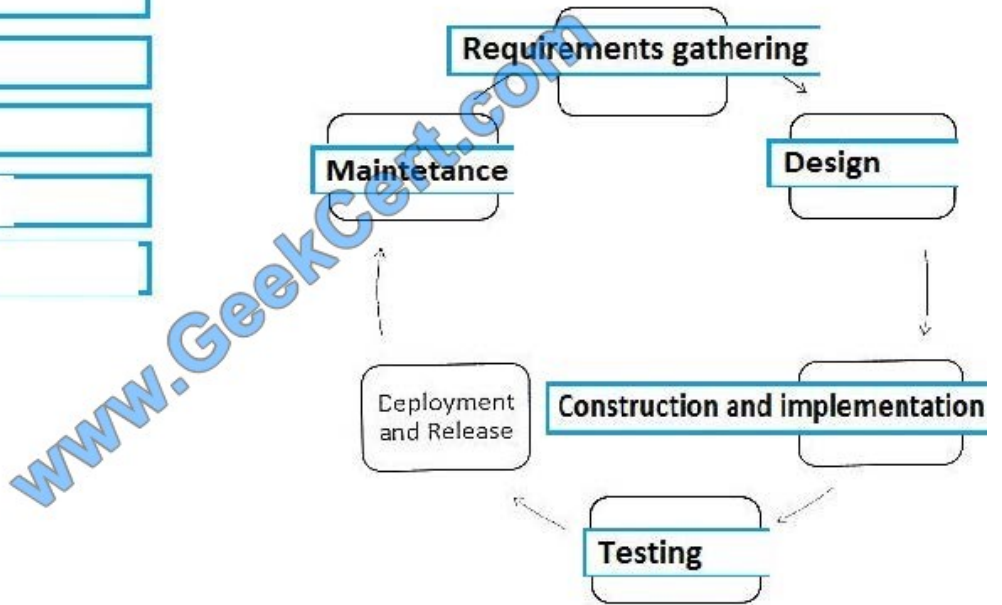 Requirements gathering
Maintetance
Design
Deployment
and Release
Construction and implementation
Testing
www.GeekCert.com